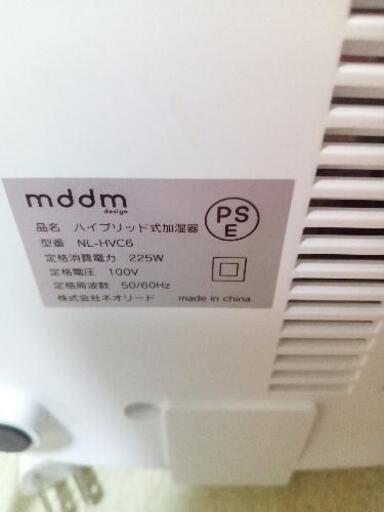 mddm
design
PS
E
品名 ハイブリッド式加湿器
型番 NL-HVC6
定格消費電力 225W
定格電圧 100V
定格周波数 50/60Hz
株式会社ネオリード made in china